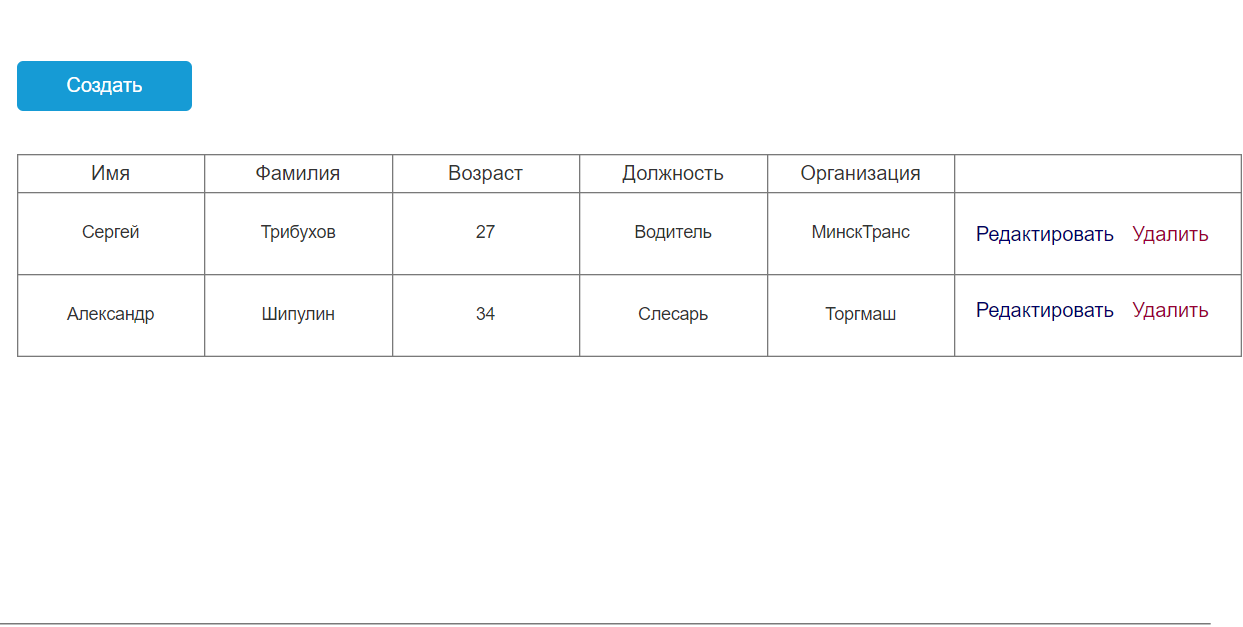 Создать
Имя Фамилия Возраст Должность Организация
Сергей Трибухов 27 Водитель МинскТранс Редактировать Удалить
Александр Шипулин 34 Слесарь Торгмаш Редактировать Удалить